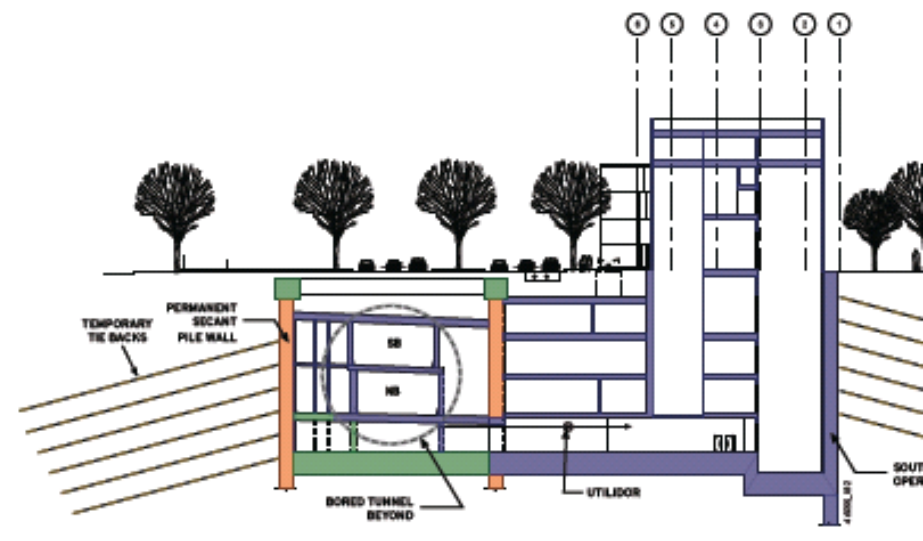 6 5 4 3 2 1
PERMANENT
SECANT
PILE WALL
TEMPORARY
TIE BACKS
SB
NB
SOUT
OPER
UTILIDOR
BORED TUNNEL
BEYOND